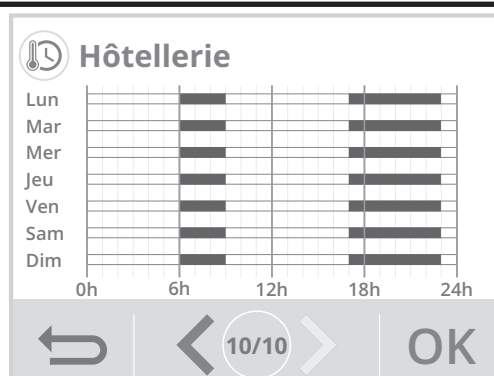 Hôtellerie
Lun
Mar
Mer
Jeu
Ven
Sam
Dim
0h 6h 12h 18h 24h
10/10 OK